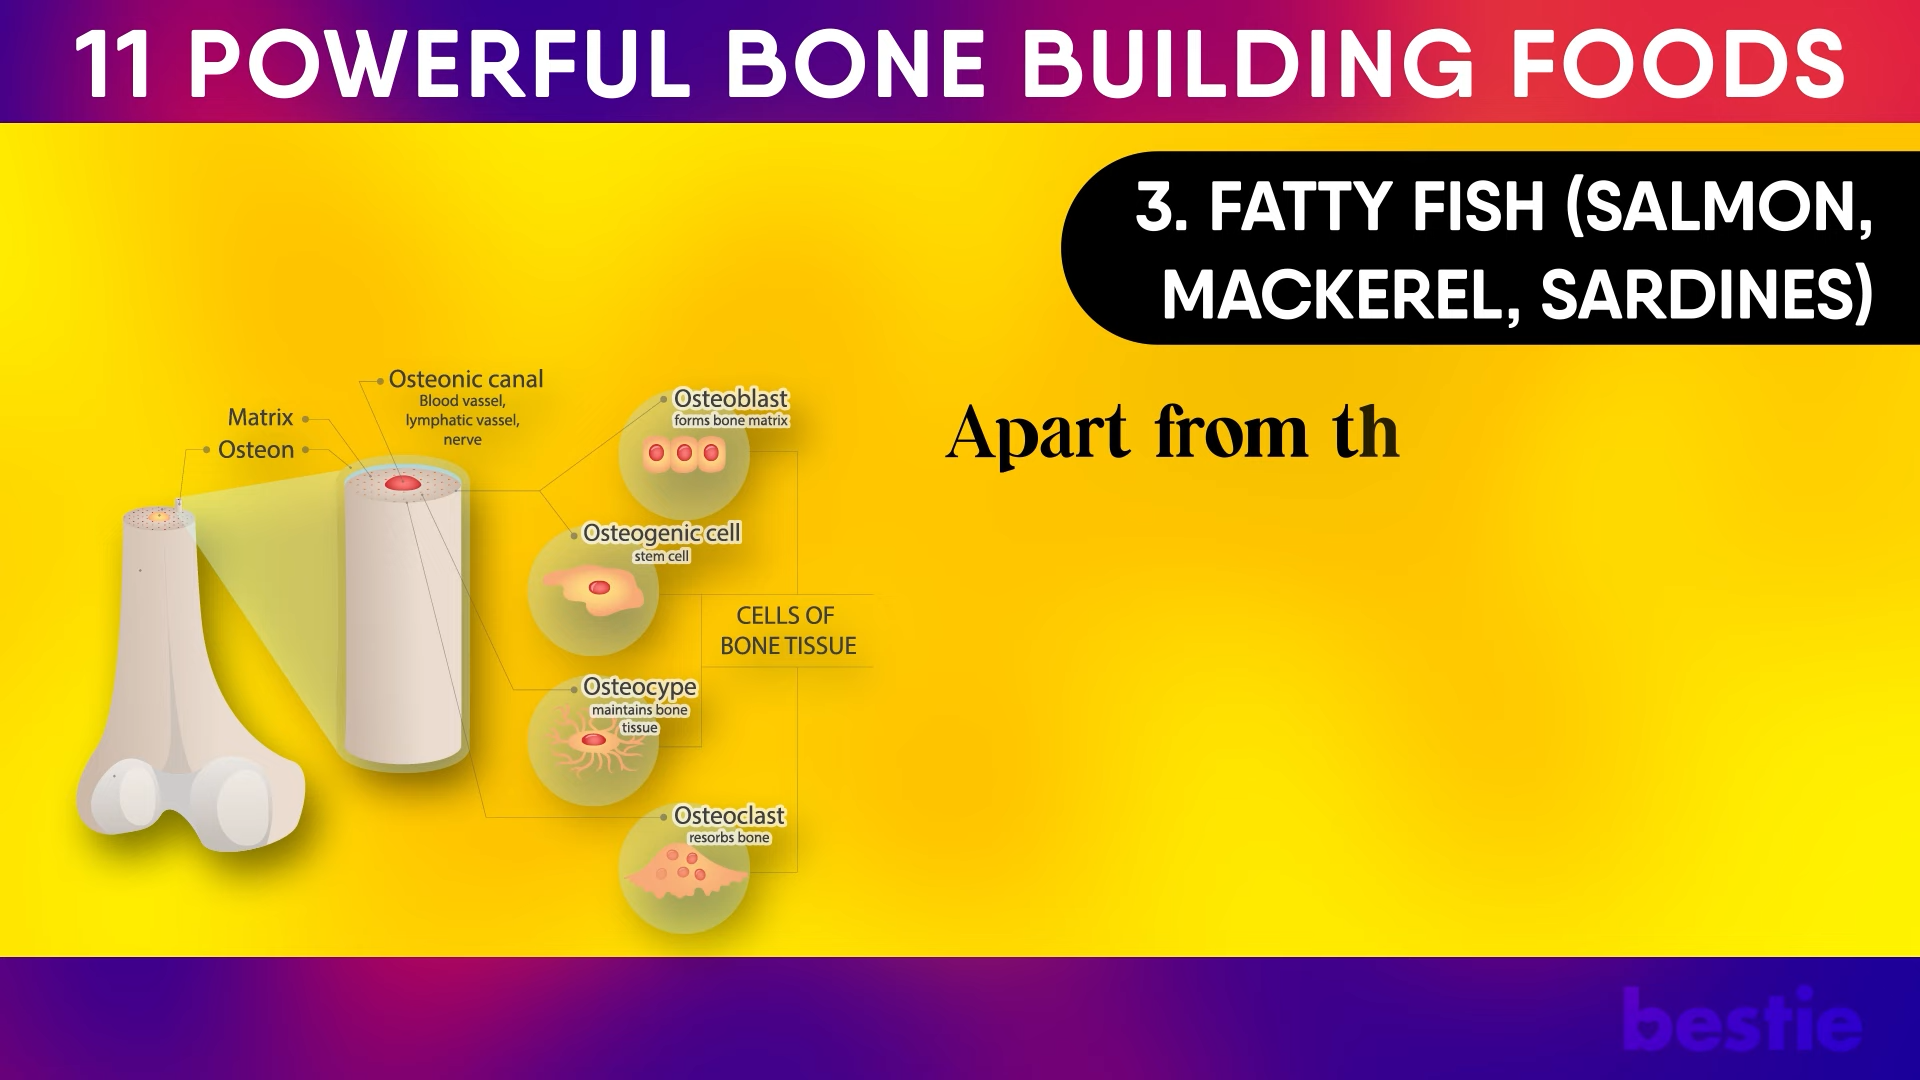 11 POWERFUL BONE BUILDING FOODS
3. FATTY FISH (SALMON,
MACKEREL, SARDINES)
Apart from th
Osteonic canal
Blood vessel,
lymphatic vessel,
nerve
Matrix
Osteon
Osteoblast
forms bone matrix
Osteogenic cell
stem cell
CELLS OF
BONE TISSUE
Osteocype
maintains bone
tissue
Osteoclast
resorbs bone
bestie